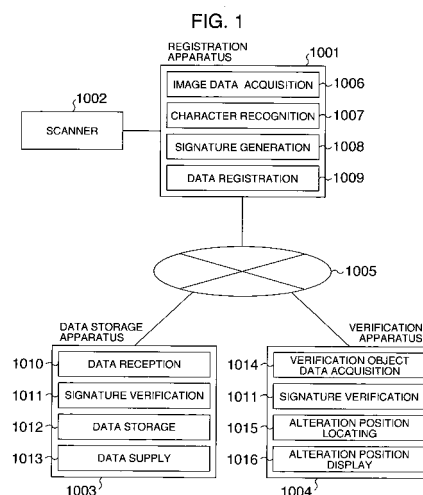 FIG. 1
REGISTRATION
APPARATUS
1001
IMAGE DATA ACQUISITION
1006
CHARACTER RECOGNITION
1007
SIGNATURE GENERATION
1008
DATA REGISTRATION
1009
1002
SCANNER
1005
DATA STORAGE
APPARATUS
1010
DATA RECEPTION
1011
SIGNATURE VERIFICATION
1012
DATA STORAGE
1013
DATA SUPPLY
1003
VERIFICATION
APPARATUS
1014
VERIFICATION OBJECT
DATA ACQUISITION
1011
SIGNATURE VERIFICATION
1015
ALTERATION POSITION
LOCATING
1016
ALTERATION POSITION
DISPLAY
1004